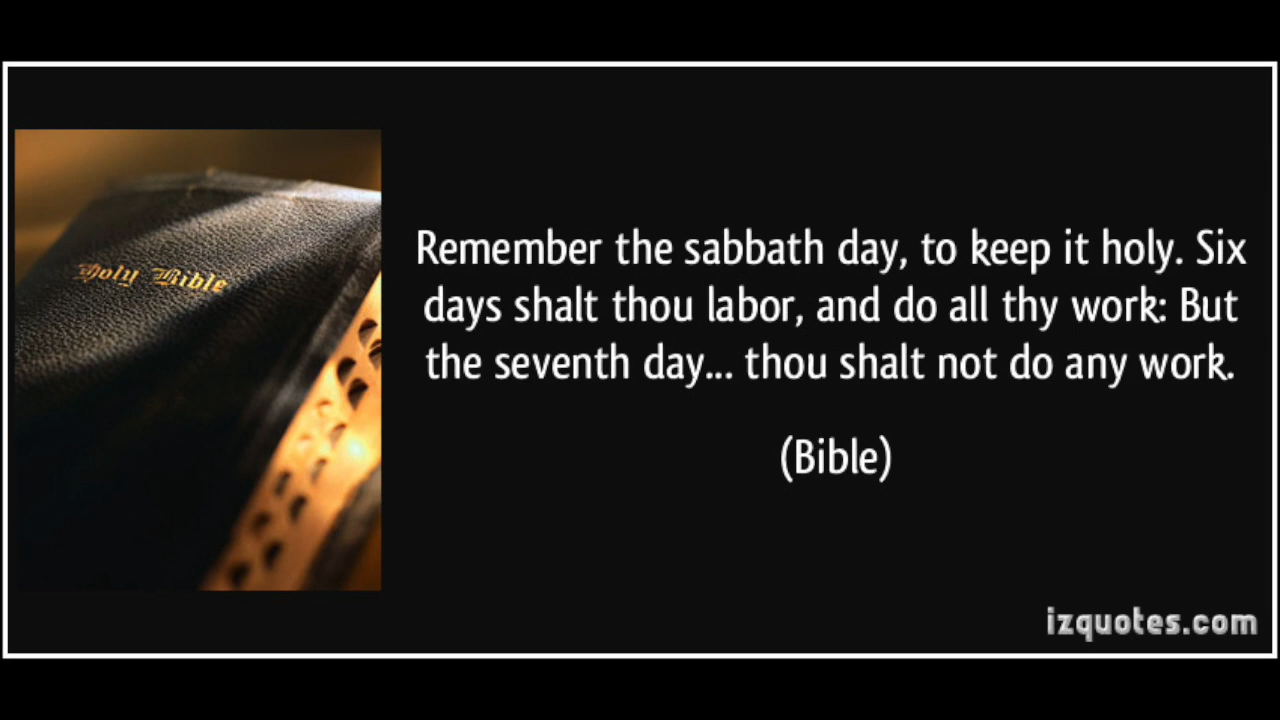 Holy Bible
Remember the sabbath day, to keep it holy. Six
days shalt thou labor, and do all thy work: But
the seventh day... thou shalt not do any work.
(Bible)
izquotes.com